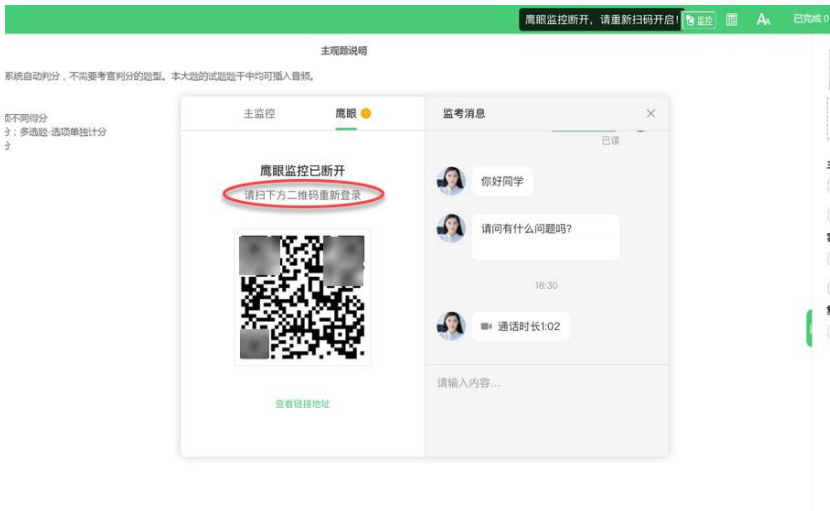 鹰眼监控断开，请重新扫码开启!
监控
AA
已完成 0
主观题说明
系统自动判分，不需要考官判分的题型。本大题的试题题干中均可插入音频。
项不同得分
分；多选题-选项单独计分
分
主监控
鹰眼
监考消息
已读
鹰眼监控已断开
请扫下方二维码重新登录
你好同学
请问有什么问题吗?
18:30
通话时长1:02
查看链接地址
请输入内容...